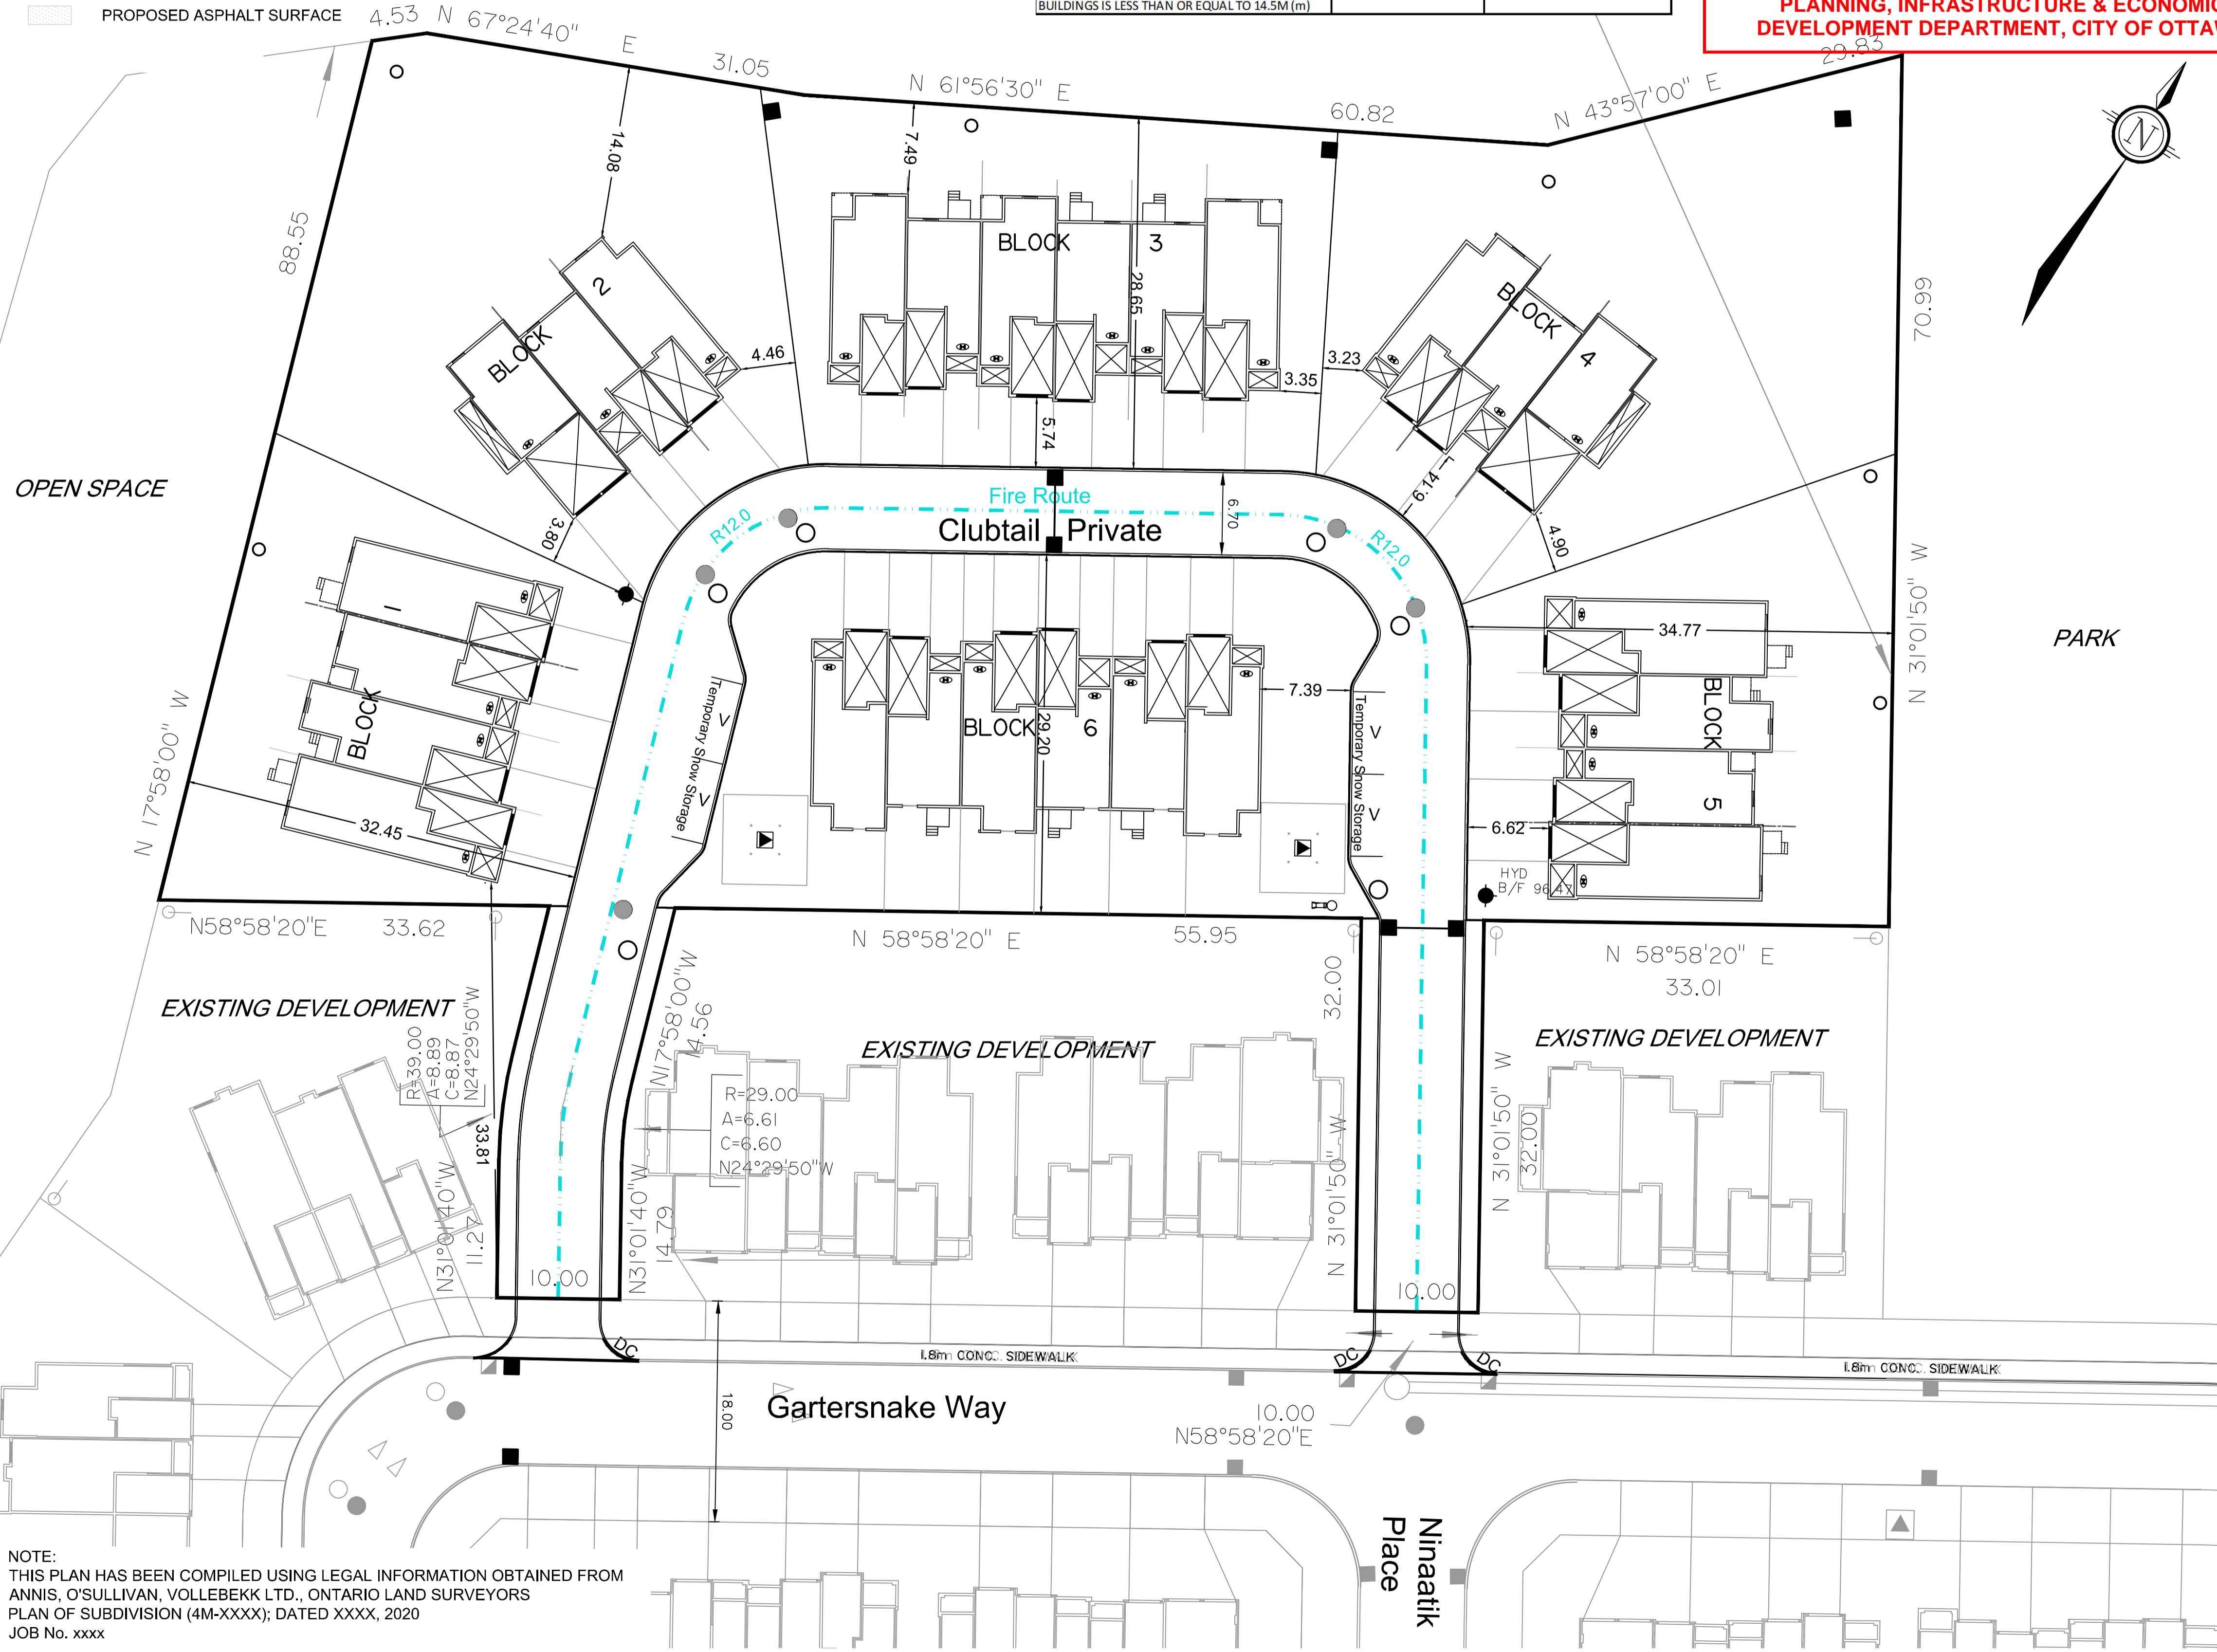 PROPOSED ASPHALT SURFACE
BUILDINGS IS LESS THAN OR EQUAL TO 14.5M (m)
PLANNING, INFRASTRUCTURE & ECONOMIC
DEVELOPMENT DEPARTMENT, CITY OF
4.53 N 67°24'40" E
31.05
N 61°56'30" E
60.82
N 43°57'00" E
29.83
N
14.08
7.49
88.55
BLOCK 2
BLOCK 3
28.65
BLOCK 4
70.99
4.46
3.23
3.35
5.74
6.14
OPEN SPACE
3.80
R12.0
Fire Route
Clubtail Private
6.70
R12.0
4.90
N 31°01'50" W
PARK
BLOCK 1
32.45
N 17°58'00" W
Temporary Snow Storage
V
V
BLOCK 6
29.20
7.39
Temporary Snow Storage
V
V
34.77
BLOCK 5
6.62
HYD
B/F 96.47
N58°58'20"E 33.62
N 58°58'20" E 55.95
N 58°58'20" E
33.01
EXISTING DEVELOPMENT
EXISTING DEVELOPMENT
EXISTING DEVELOPMENT
R=39.00
A=8.89
C=8.87
N24°29'50"W
N17°58'00"W
14.56
32.00
R=29.00
A=6.61
C=6.60
N24°29'50"W
33.81
N31°01'40"W
11.27
N31°01'40"W
14.79
N 31°01'50" W
N 31°01'50" W
32.00
10.00
10.00
DC
DC
DC
1.8m CONC. SIDEWALK
1.8m CONC. SIDEWALK
18.00
Gartersnake Way
10.00
N58°58'20"E
Ninaatik
Place
NOTE:
THIS PLAN HAS BEEN COMPILED USING LEGAL INFORMATION OBTAINED FROM
ANNIS, O'SULLIVAN, VOLLEBEKK LTD., ONTARIO LAND SURVEYORS
PLAN OF SUBDIVISION (4M-XXXX); DATED XXXX, 2020
JOB No. xxxx